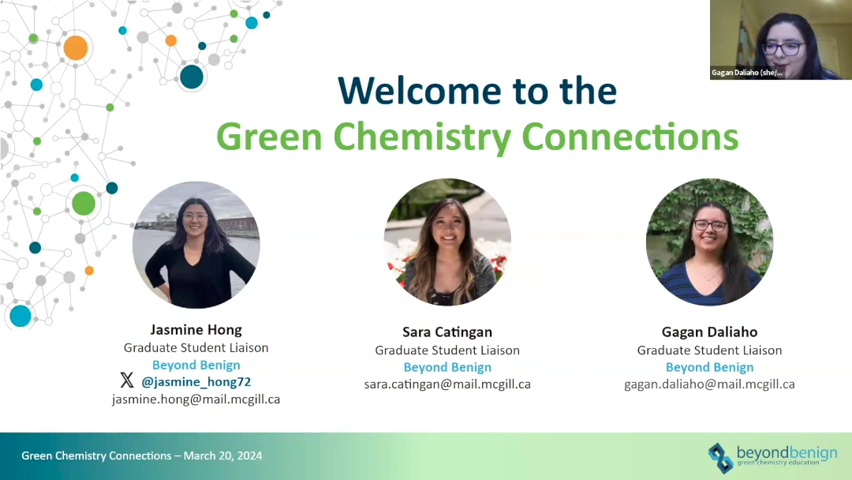 Gagan Daliaho (she/...
Welcome to the
Green Chemistry Connections
Jasmine Hong
Graduate Student Liaison
Beyond Benign
@jasmine_hong72
jasmine.hong@mail.mcgill.ca
Sara Catingan
Graduate Student Liaison
Beyond Benign
sara.catingan@mail.mcgill.ca
Gagan Daliaho
Graduate Student Liaison
Beyond Benign
gagan.daliaho@mail.mcgill.ca
Green Chemistry Connections – March 20, 2024
beyondbenign
green chemistry education